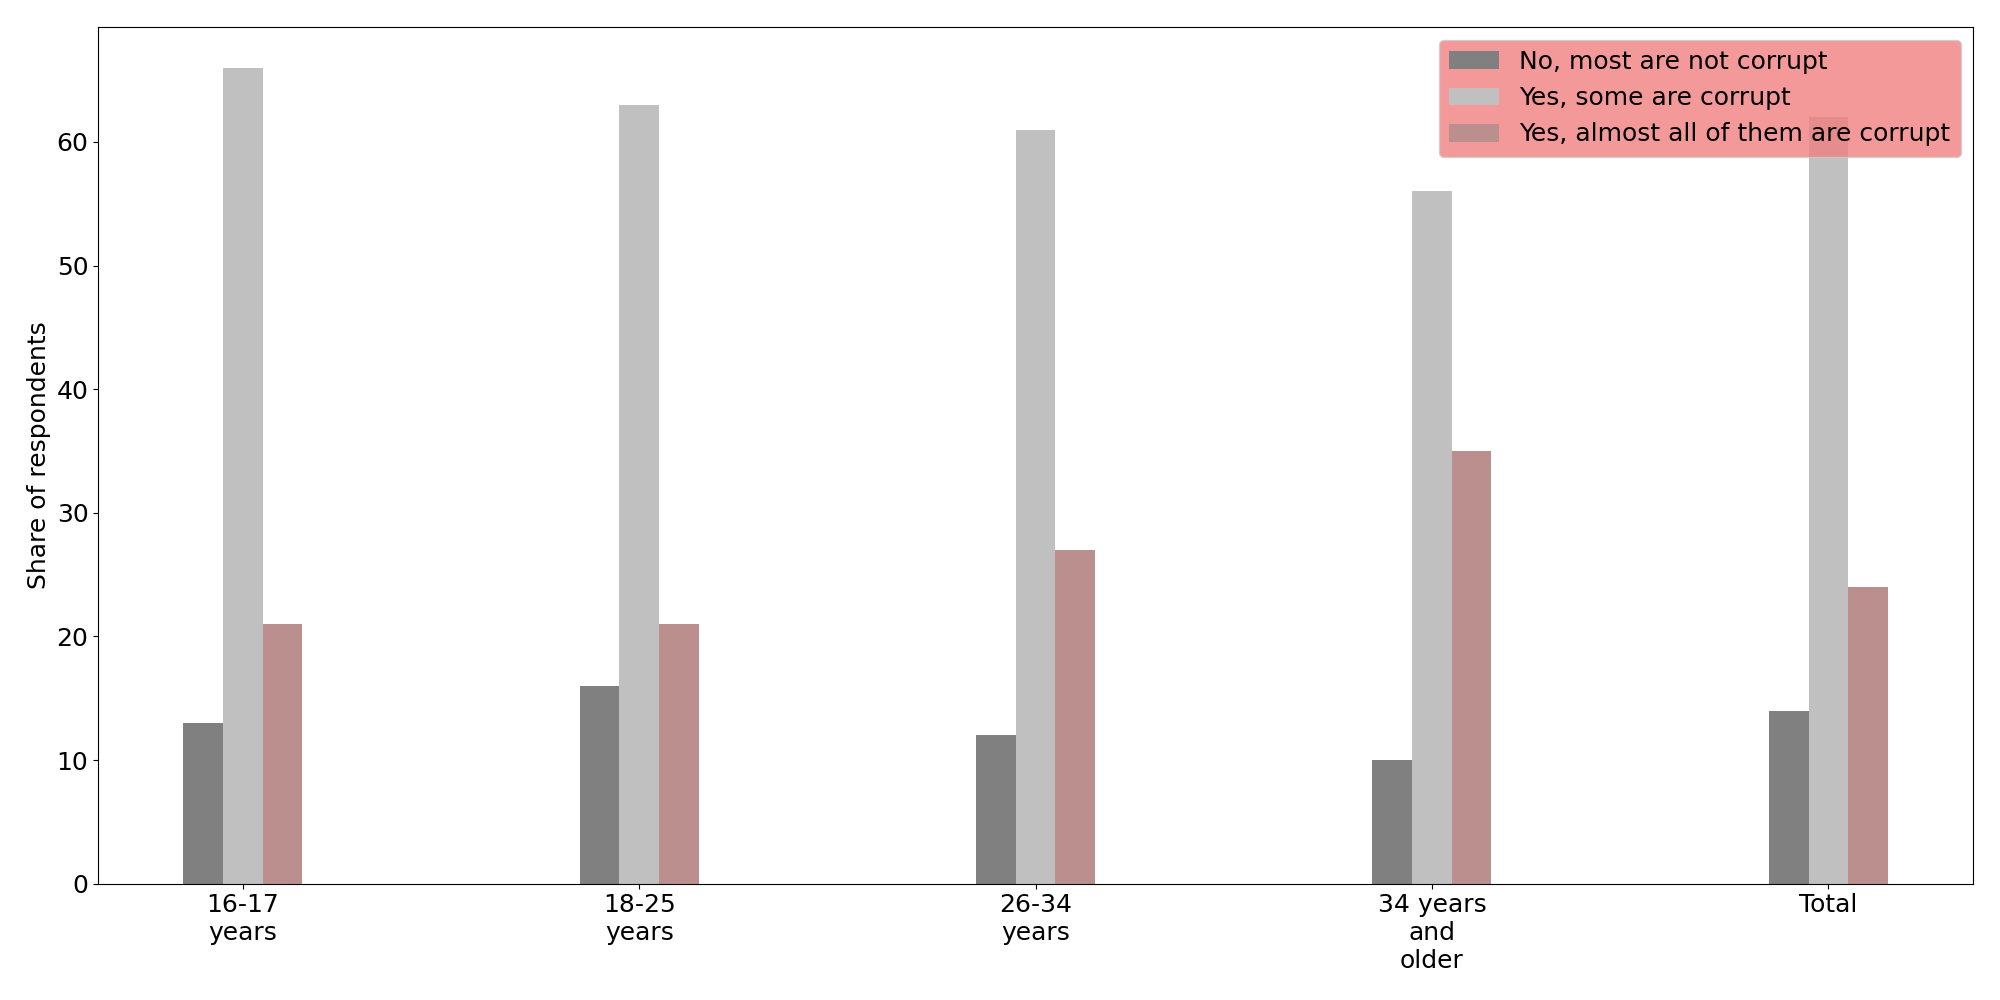 No, most are not corrupt
Yes, some are corrupt
Yes, almost all of them are corrupt
60
50
40
30
20
10
0
Share of respondents
16-17
years
18-25
years
26-34
years
34 years
and
older
Total